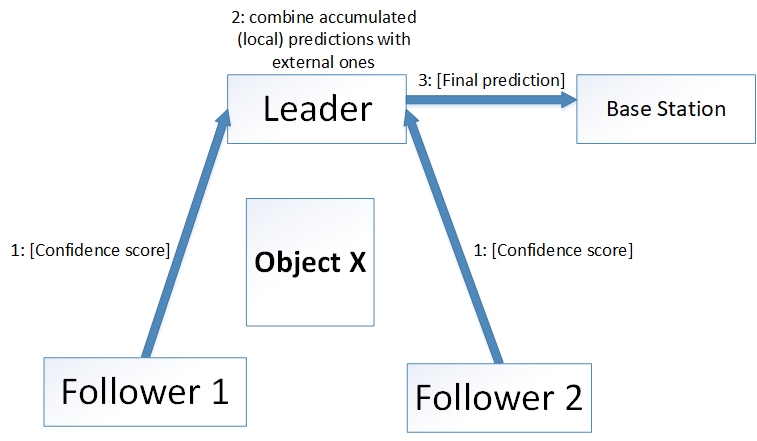 2: combine accumulated
(local) predictions with
external ones
3: [Final prediction]
Leader
Base Station
1: [Confidence score]
1: [Confidence score]
Object X
Follower 1
Follower 2